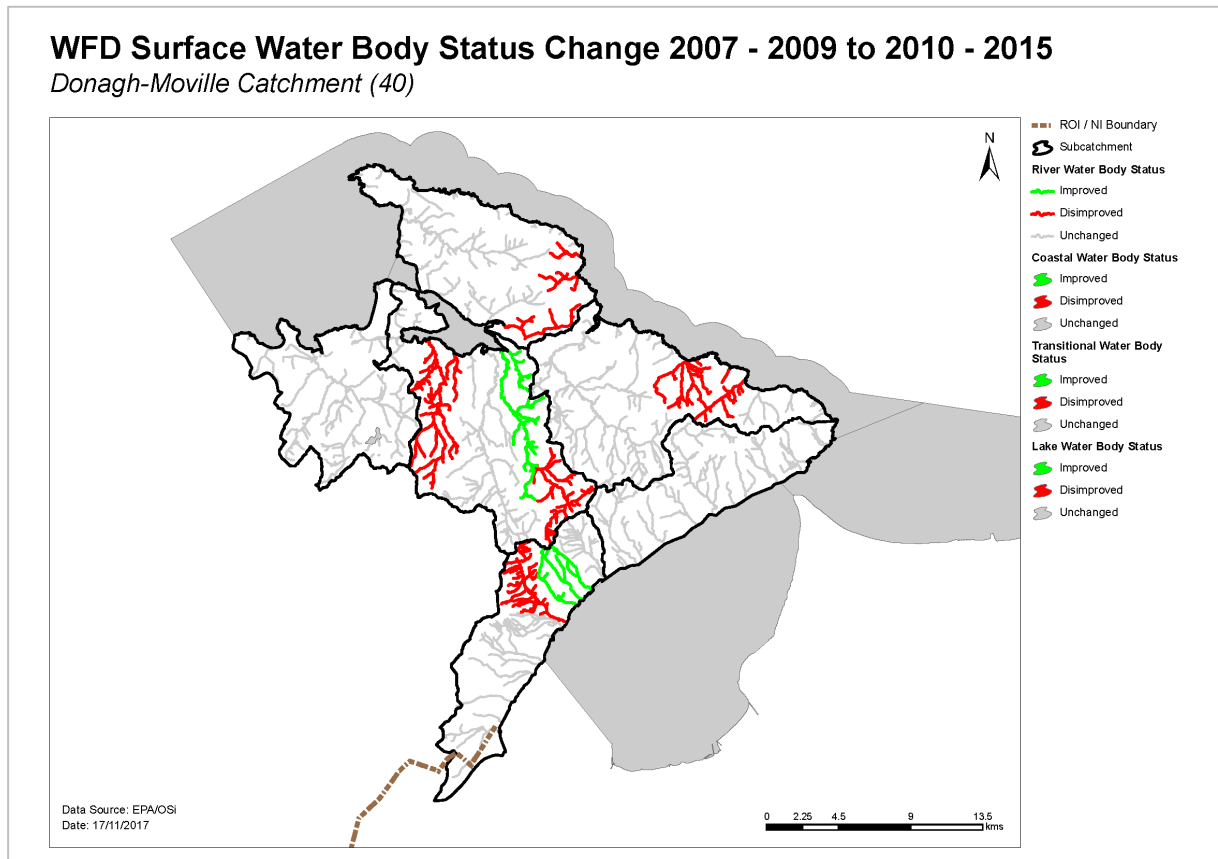 WFD Surface Water Body Status Change 2007 - 2009 to 2010 - 2015
Donagh-Moville Catchment (40)
N
ROI / NI Boundary
Subcatchment
River Water Body Status
Improved
Disimproved
Unchanged
Coastal Water Body Status
Improved
Disimproved
Unchanged
Transitional Water Body
Status
Improved
Disimproved
Unchanged
Lake Water Body Status
Improved
Disimproved
Unchanged
Data Source: EPA/OSi
Date: 17/11/2017
0 2.25 4.5 9 13.5
kms